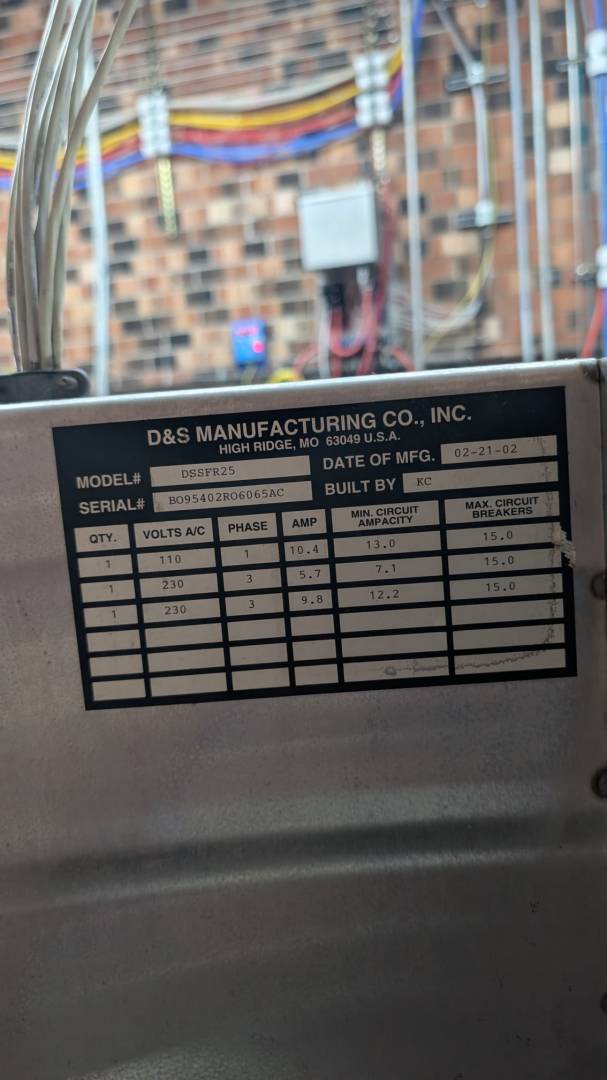 D&S MANUFACTURING CO., INC.
HIGH RIDGE, MO 63049 U.S.A.
MODEL# DSSFR25 DATE OF MFG. 02-21-02
SERIAL# BO95402RO6065AC BUILT BY KC
QTY. VOLTS A/C PHASE AMP MIN. CIRCUIT AMPACITY MAX. CIRCUIT BREAKERS
1 110 1 10.4 13.0 15.0
1 230 3 5.7 7.1 15.0
1 230 3 9.8 12.2 15.0